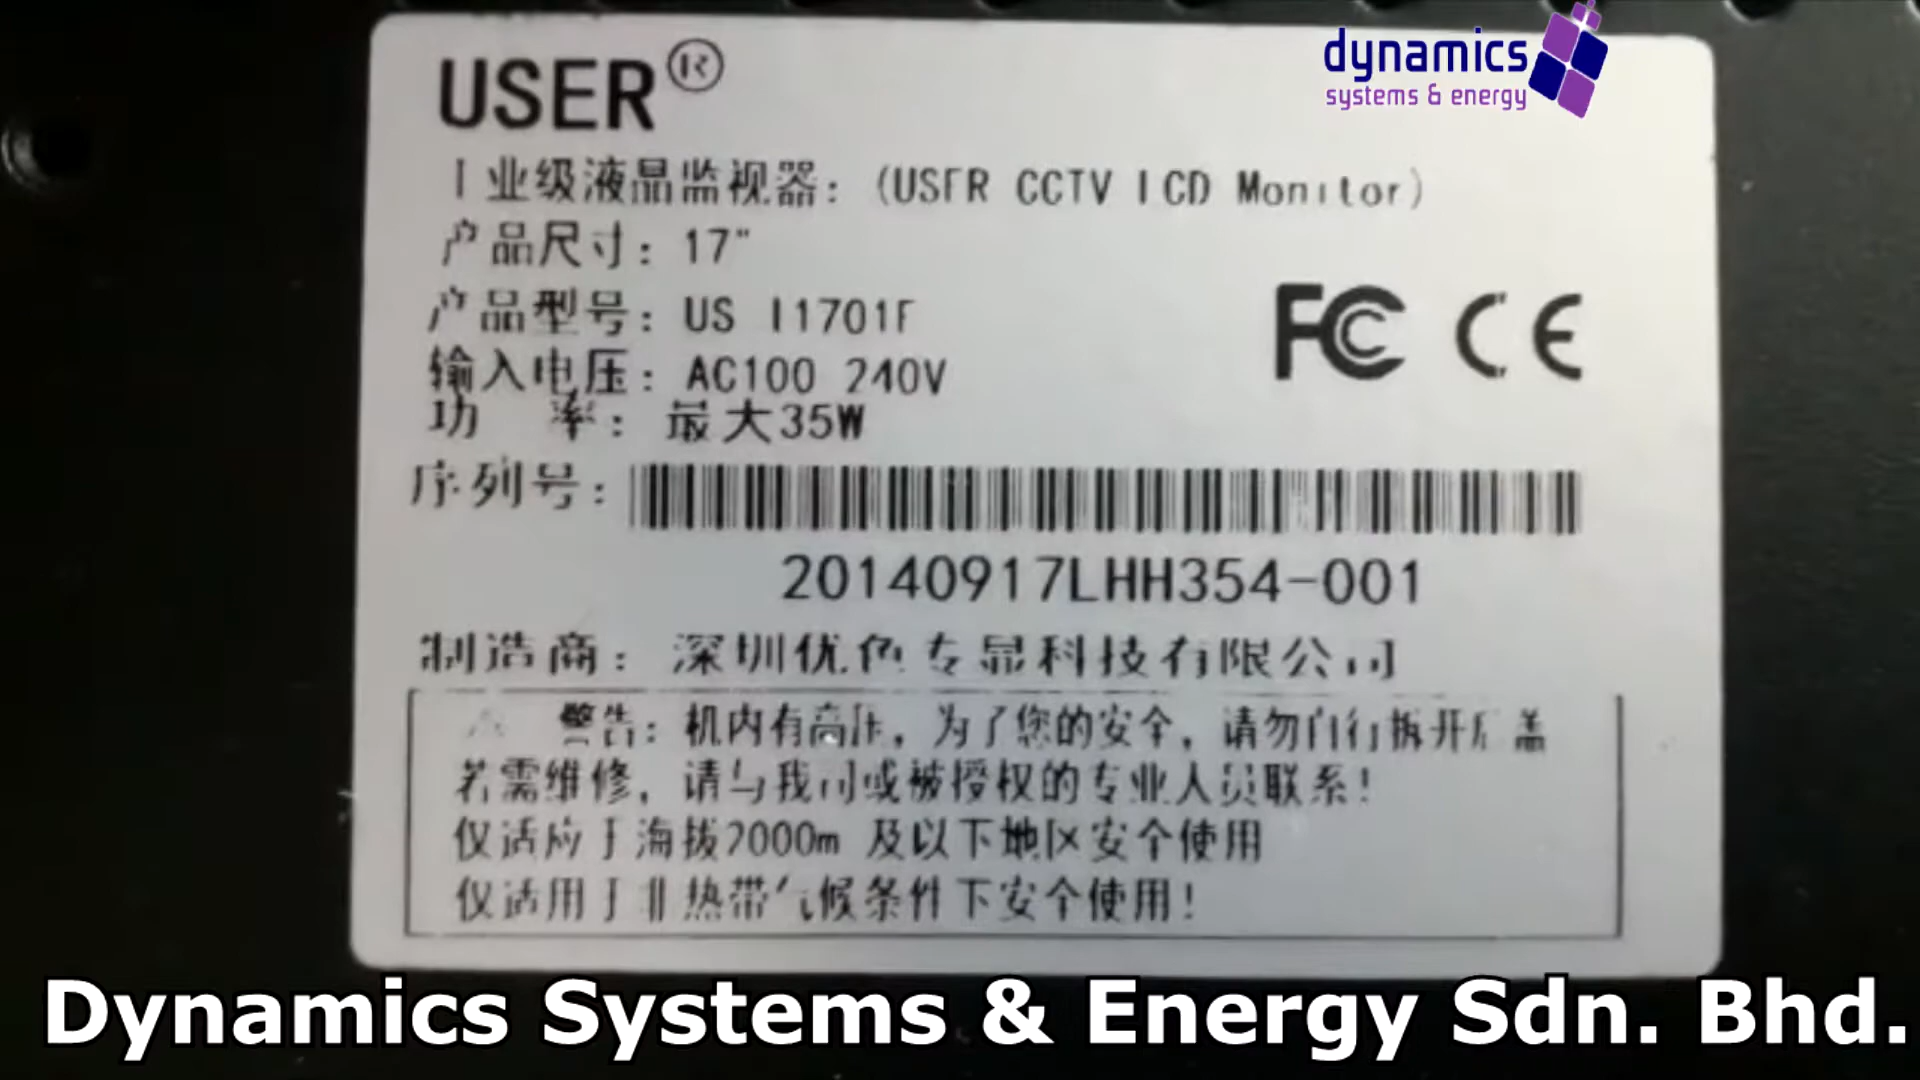 USER®
dynamics
systems & energy
工业级液晶监视器：(USER CCTV LCD Monitor)
产品尺寸：17"
产品型号：US I1701F
输入电压：AC100 240V
功 率：最大35W
FC CE
序列号：
20140917LHH354-001
制造商：深圳优色专显科技有限公司
警告：机内有高压，为了您的安全，请勿自行拆开后盖
若需维修，请与我司或被授权的专业人员联系！
仅适应于海拔2000m 及以下地区安全使用
仅适用于非热带气候条件下安全使用！
Dynamics Systems & Energy Sdn. Bhd.